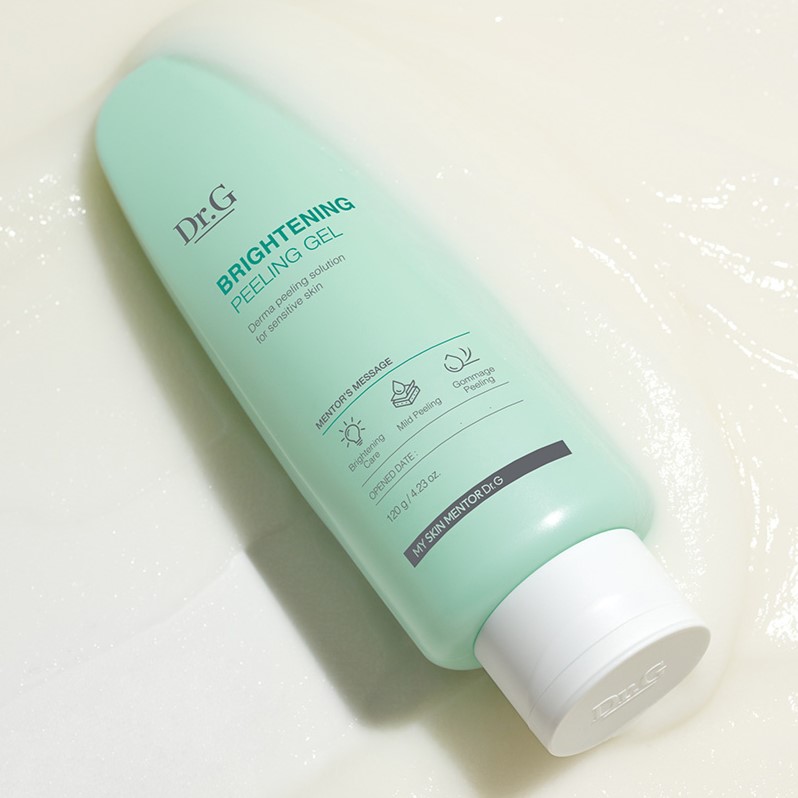 Dr.G
BRIGHTENING
PEELING GEL
Derma peeling solution
for sensitive skin
MENTOR'S MESSAGE
Brightening
Care
Mild Peeling
Gommage
Peeling
OPENED DATE :
120 g / 4.23 oz.
MY SKIN MENTOR Dr.G
Dr.G